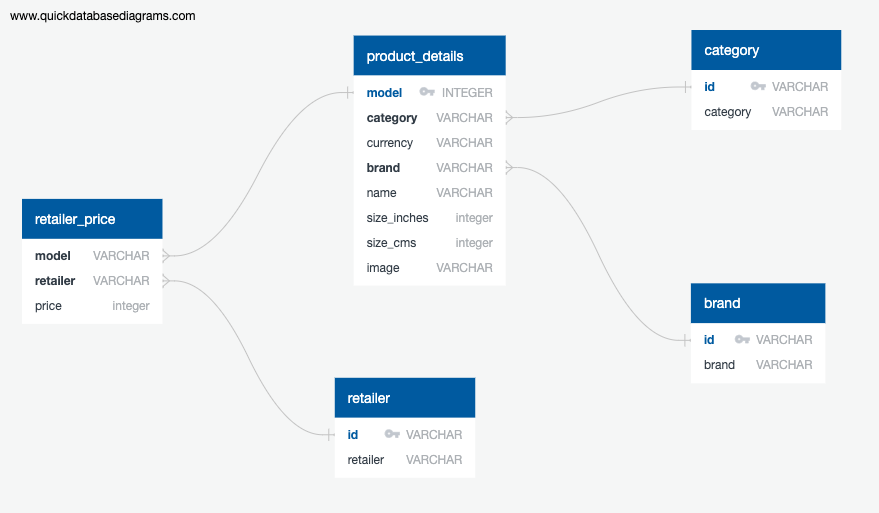 www.quickdatabasediagrams.com
product_details
model INTEGER
category VARCHAR
currency VARCHAR
brand VARCHAR
name VARCHAR
size_inches integer
size_cms integer
image VARCHAR
category
id VARCHAR
category VARCHAR
retailer_price
model VARCHAR
retailer VARCHAR
price integer
brand
id VARCHAR
brand VARCHAR
retailer
id VARCHAR
retailer VARCHAR